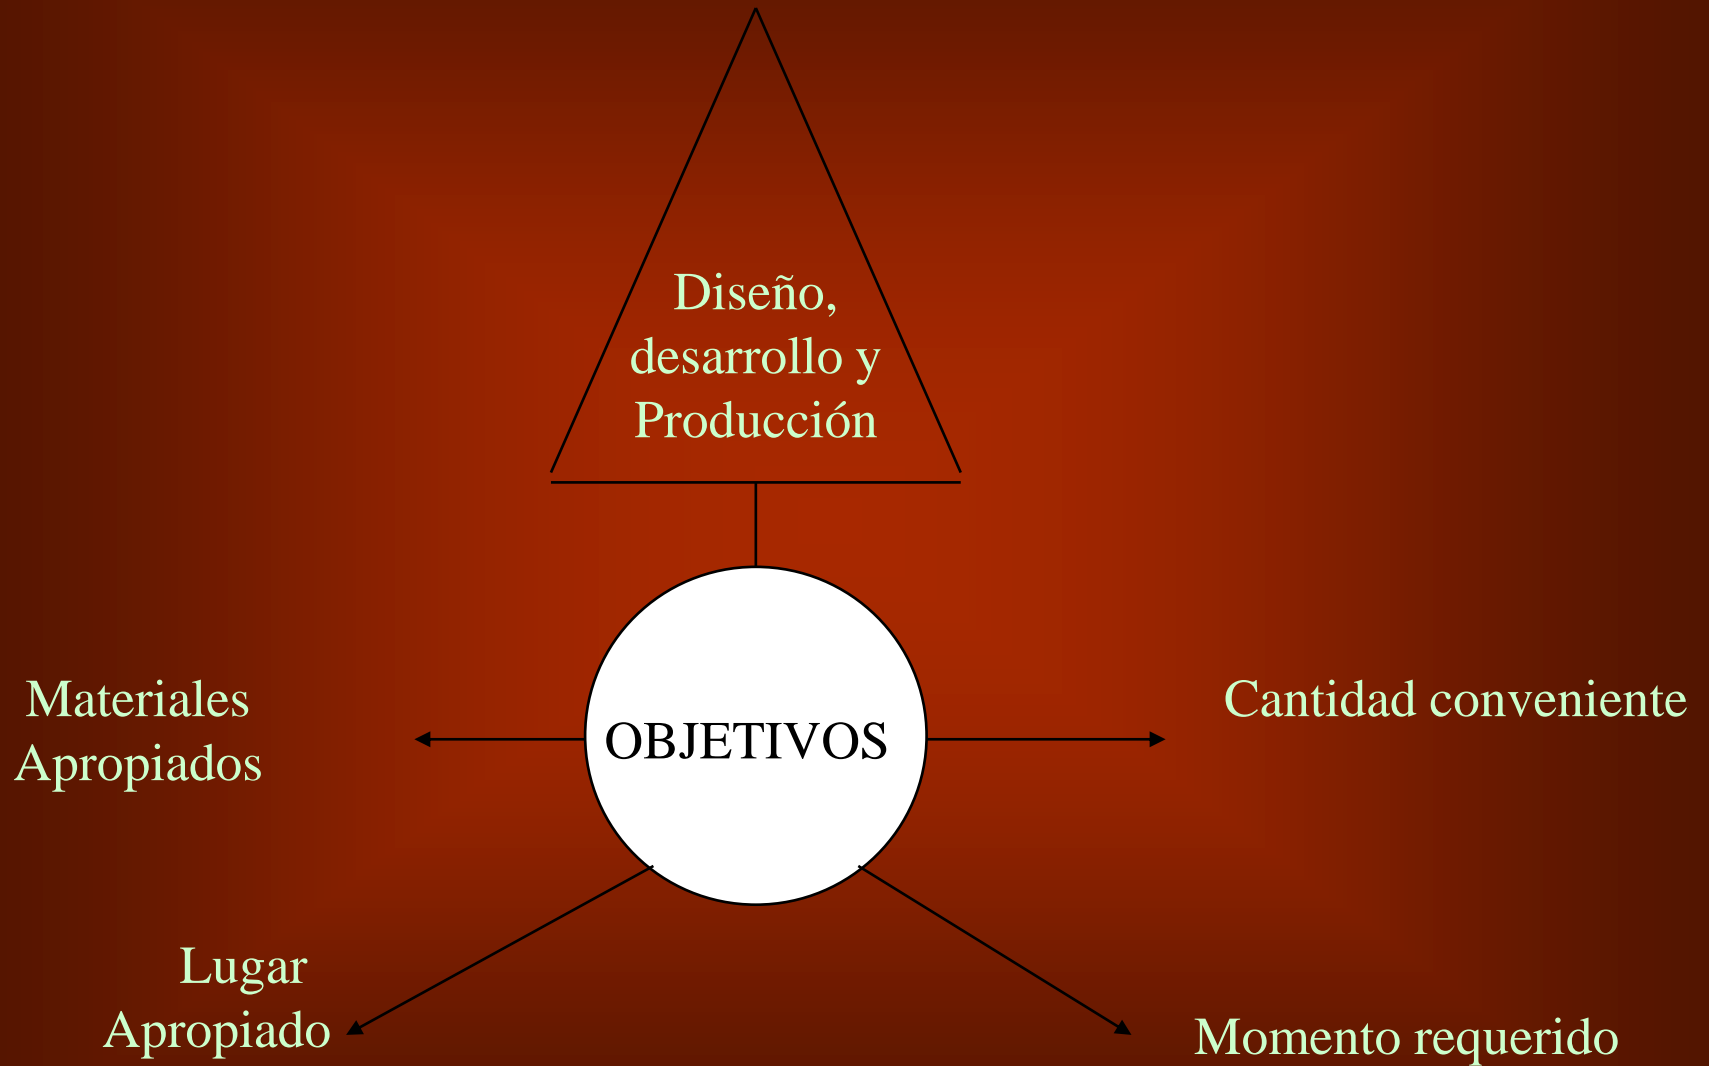 Diseño,
desarrollo y
Producción
OBJETIVOS
Materiales
Apropiados
Cantidad conveniente
Lugar
Apropiado
Momento requerido